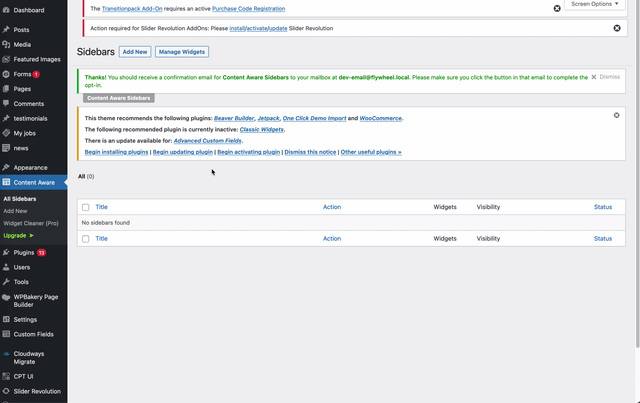 Dashboard
Posts
Media
Featured Images
Forms 1
Pages
Comments
testimonials
My jobs
news
Appearance
Content Aware
All Sidebars
Add New
Widget Cleaner (Pro)
Upgrade ➤
Plugins 13
Users
Tools
WPBakery Page
Builder
Settings
Custom Fields
Cloudways
Migrate
CPT UI
Slider Revolution
Screen Options
The Transitionpack Add-On requires an active Purchase Code Registration
Action required for Slider Revolution AddOns: Please install/activate/update Slider Revolution
Sidebars Add New Manage Widgets
Thanks! You should receive a confirmation email for Content Aware Sidebars to your mailbox at dev-email@flywheel.local. Please make sure you click the button in that email to complete the
opt-in.
Dismiss
Content Aware Sidebars
This theme recommends the following plugins: Beaver Builder, Jetpack, One Click Demo Import and WooCommerce.
The following recommended plugin is currently inactive: Classic Widgets.
There is an update available for: Advanced Custom Fields.
Begin installing plugins | Begin updating plugin | Begin activating plugin | Dismiss this notice | Other useful plugins »
All (0)
Title Action Widgets Visibility Status
No sidebars found
Title Action Widgets Visibility Status